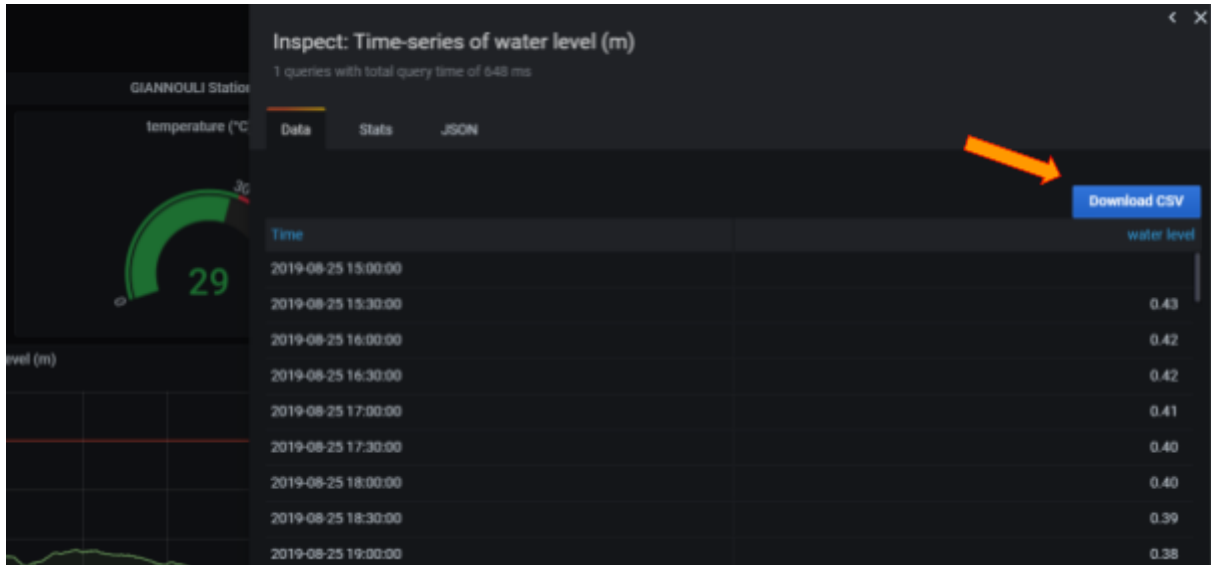 Inspect: Time-series of water level (m)
1 queries with total query time of 648 ms
GIANNOULI Station
temperature (°C
Data Stats JSON
30
0
29
Download CSV
Time water level
2019-08-25 15:00:00
2019-08-25 15:30:00 0.43
2019-08-25 16:00:00 0.42
evel (m)
2019-08-25 16:30:00 0.42
2019-08-25 17:00:00 0.41
2019-08-25 17:30:00 0.40
2019-08-25 18:00:00 0.40
2019-08-25 18:30:00 0.39
2019-08-25 19:00:00 0.38